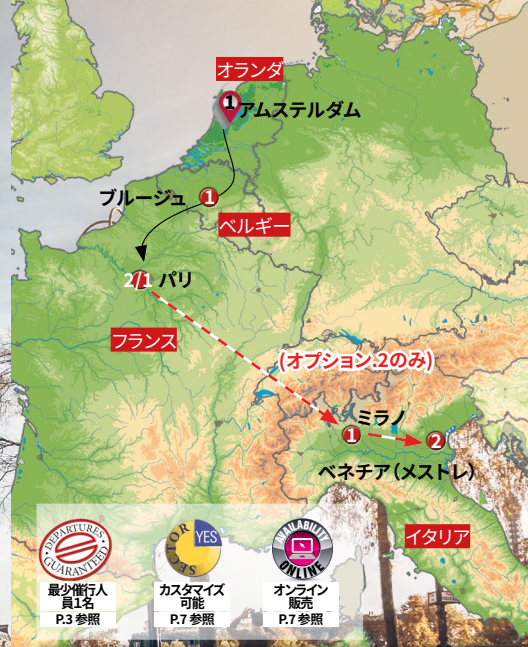 オランダ
1 アムステルダム
ブルージュ 1
ベルギー
2/1 パリ
フランス
(オプション.2のみ)
ミラノ
1
2
ベネチア（メストレ）
イタリア
DEPARTURES
GUARANTEED
最少催行人
員1名
P.3 参照
SECTOR
YES
カスタマイズ
可能
P.7 参照
AVAILABILITY
ONLINE
オンライン
販売
P.7 参照